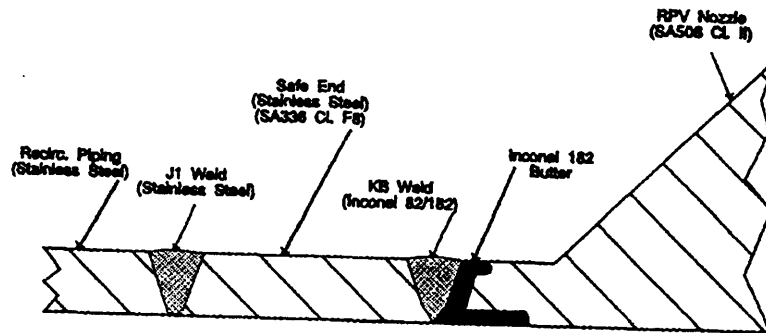 RPV Nozzle
(SA508 Cl. II)
Safe End
(Stainless Steel)
(SA336 Cl. F8)
Recirc. Piping
(Stainless Steel)
J1 Weld
(Stainless Steel)
KB Weld
(Inconel 82/182)
Inconel 182
Butter